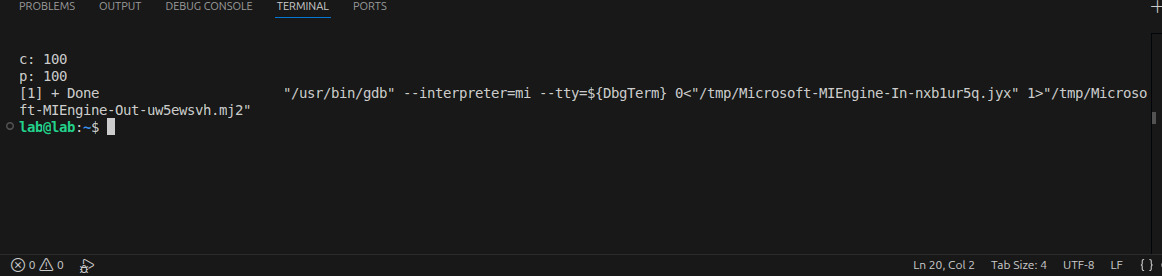 PROBLEMS OUTPUT DEBUG CONSOLE TERMINAL PORTS
c: 100
p: 100
[1] + Done "/usr/bin/gdb" --interpreter=mi --tty=${DbgTerm} 0<"/tmp/Microsoft-MIEngine-In-nxb1ur5q.jyx" 1>"/tmp/Microso
ft-MIEngine-Out-uw5ewsvh.mj2"
lab@lab:~$
0 0 Ln 20, Col 2 Tab Size: 4 UTF-8 LF { }